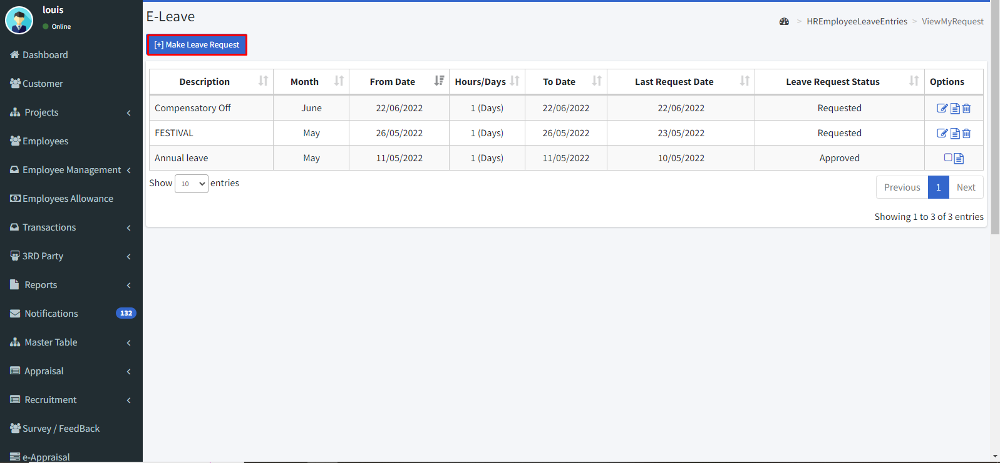 louis
Online
Dashboard
Customer
Projects
Employees
Employee Management
Employees Allowance
Transactions
3RD Party
Reports
Notifications 132
Master Table
Appraisal
Recruitment
Survey / FeedBack
e-Appraisal
E-Leave
> HREmployeeLeaveEntries > ViewMyRequest
[+] Make Leave Request
Description Month From Date Hours/Days To Date Last Request Date Leave Request Status Options
Compensatory Off June 22/06/2022 1 (Days) 22/06/2022 22/06/2022 Requested
FESTIVAL May 26/05/2022 1 (Days) 26/05/2022 23/05/2022 Requested
Annual leave May 11/05/2022 1 (Days) 11/05/2022 10/05/2022 Approved
Show 10 entries
Previous 1 Next
Showing 1 to 3 of 3 entries